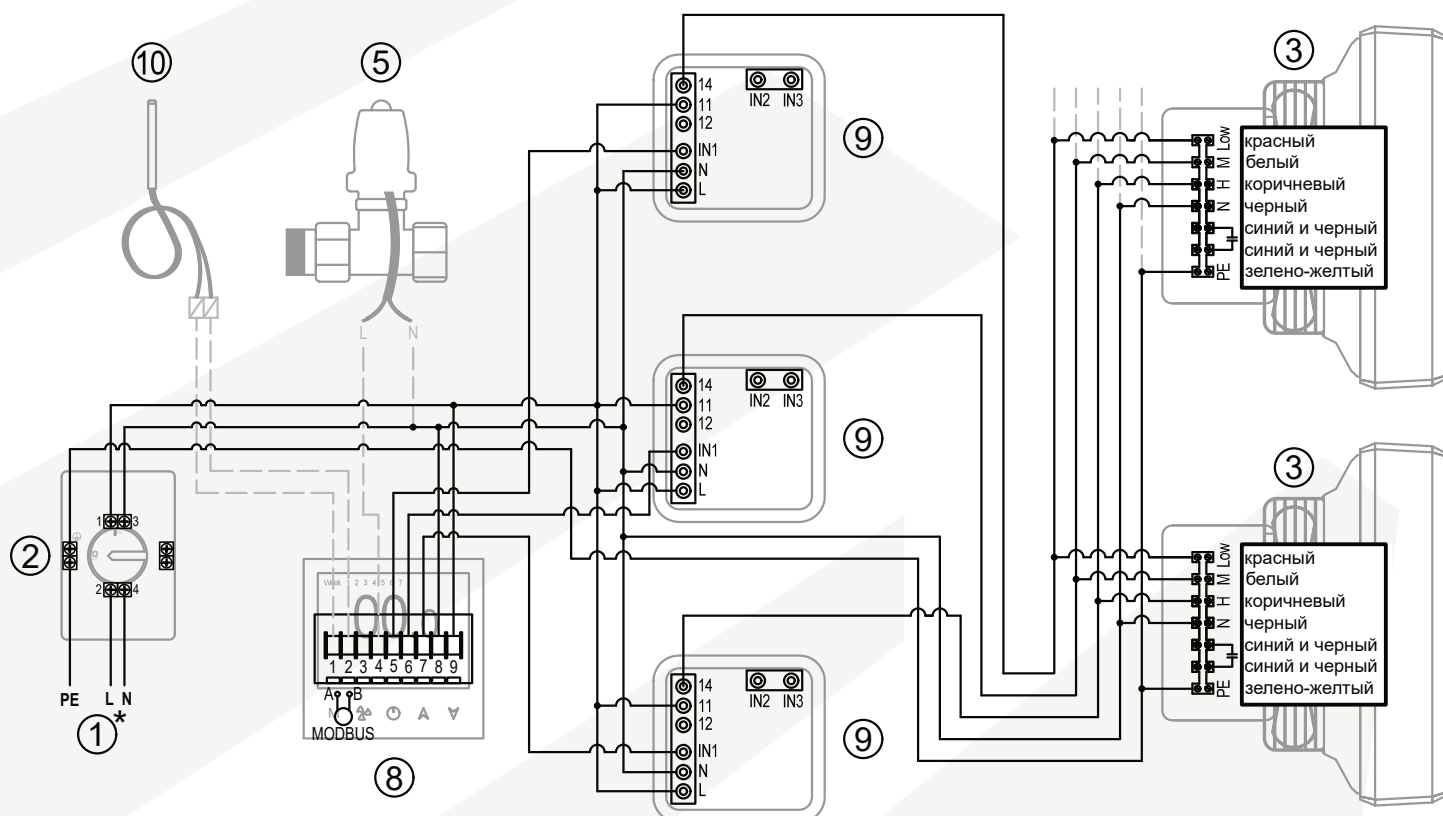 10
5
3
14
11
12
IN1
N
L
IN2 IN3
9
Low
M
H
N
PE
красный
белый
коричневый
черный
синий и черный
синий и черный
зелено-желтый
L
N
14
11
12
IN1
N
L
IN2 IN3
9
3
Low
M
H
N
PE
красный
белый
коричневый
черный
синий и черный
синий и черный
зелено-желтый
2
1
3
2
4
PE
L
N
1
*
Week 1 2 3 4 5 6 7
1 2 3 4 5 6 7 8 9
A B
MODBUS
8
14
11
12
IN1
N
L
IN2 IN3
9